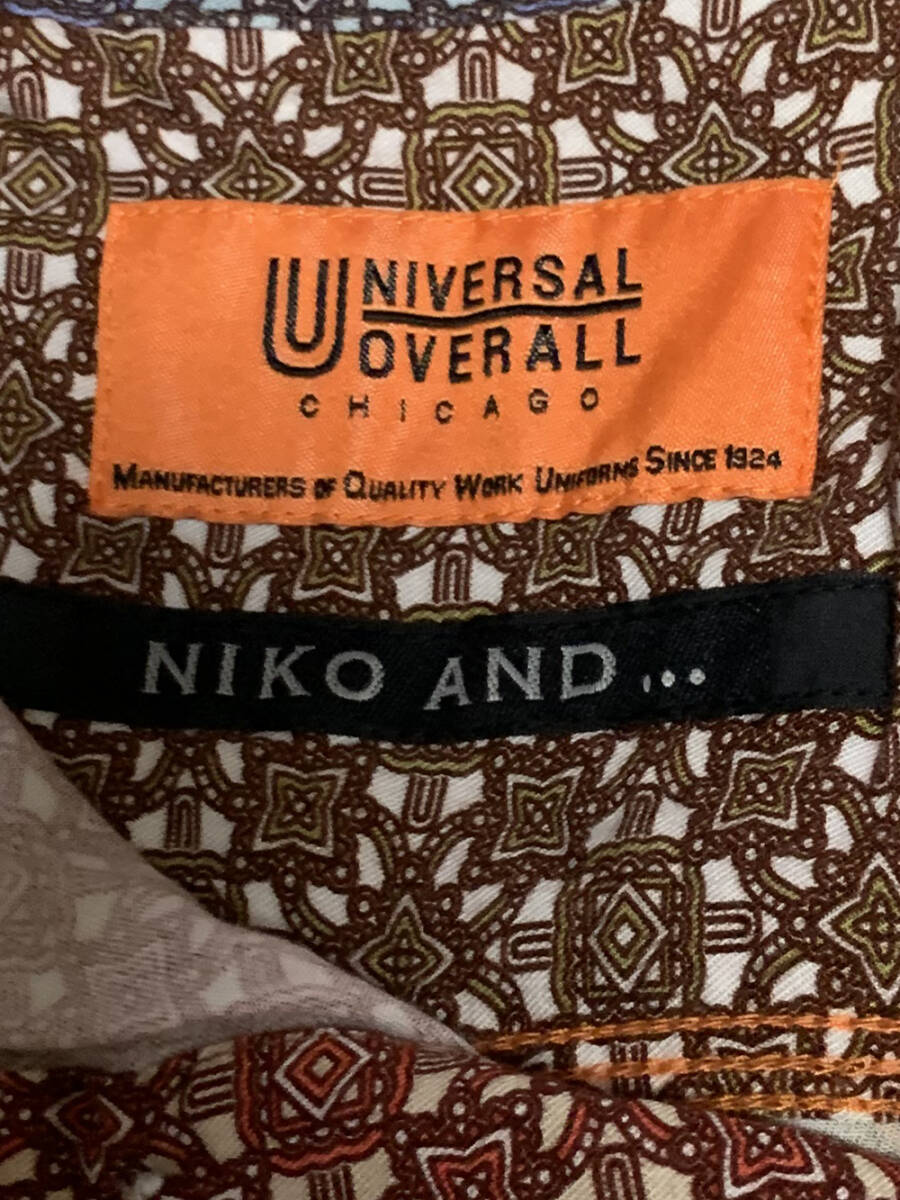 UNIVERSAL
OVERALL
CHICAGO
MANUFACTURERS OF QUALITY WORK UNIFORMS SINCE 1924
NIKO AND ...